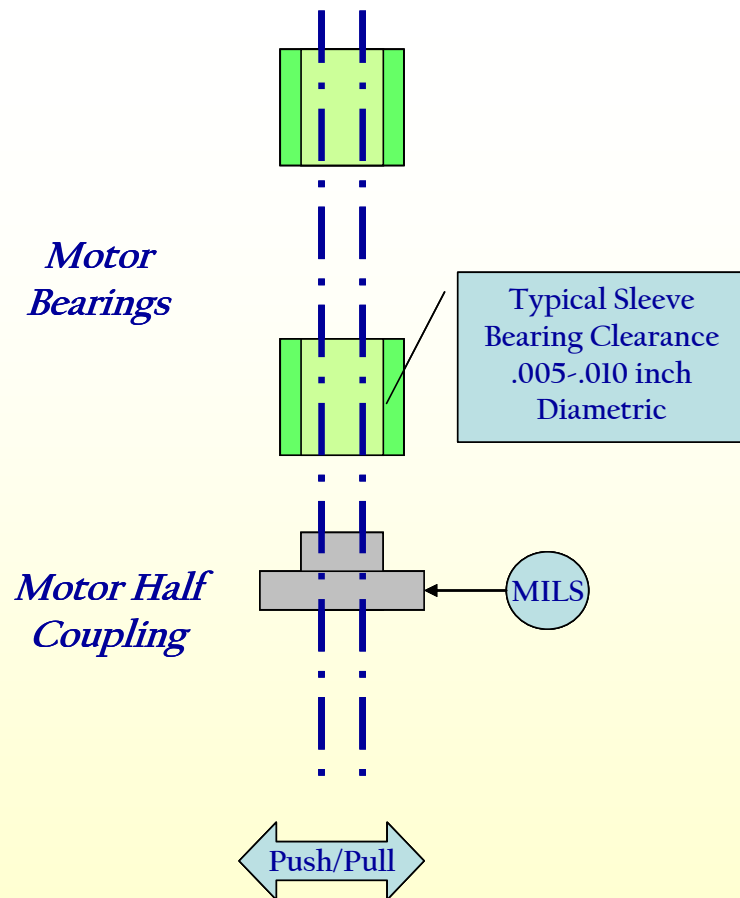 Motor
Bearings
Typical Sleeve
Bearing Clearance
.005-.010 inch
Diametric
Motor Half
Coupling
MILS
Push/Pull